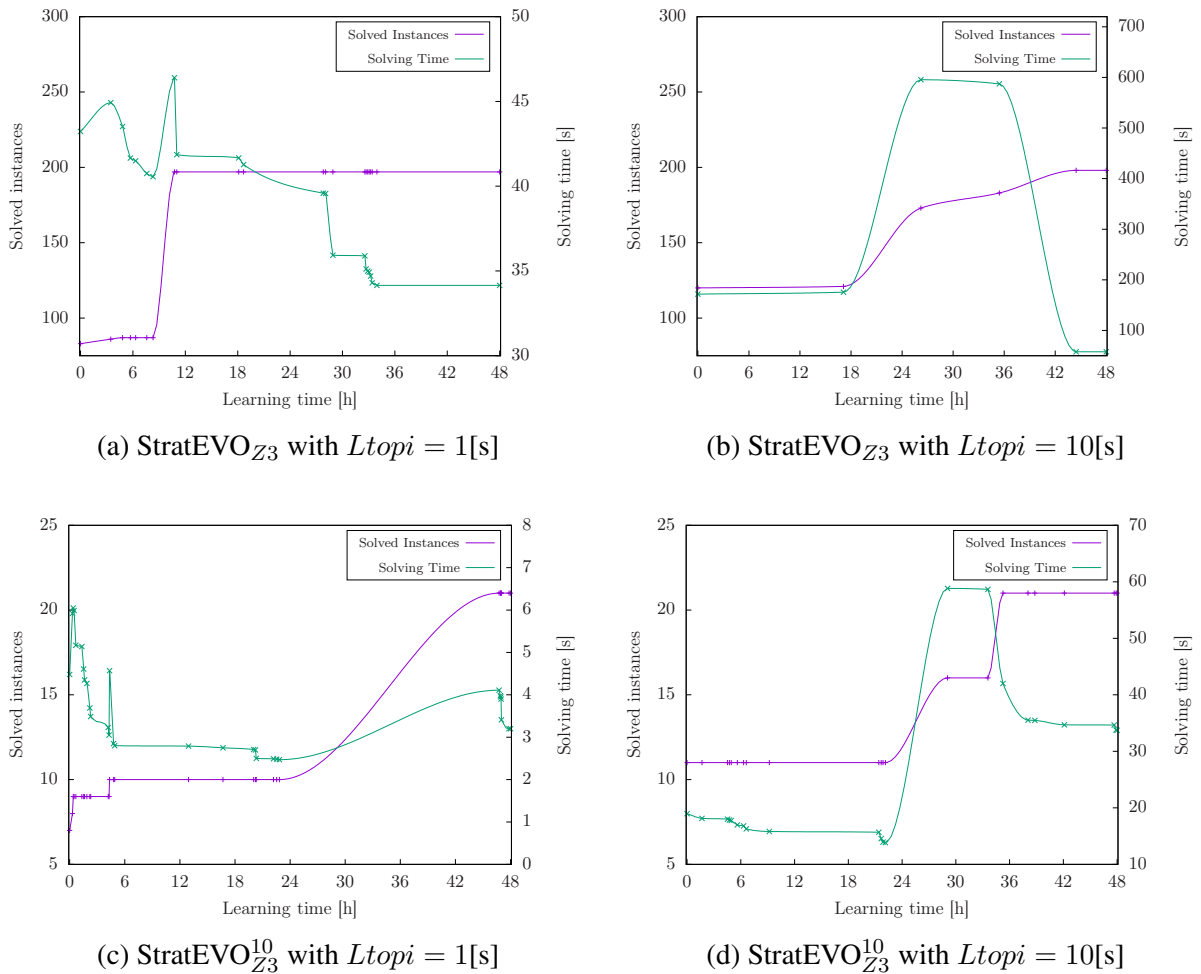 300
250
200
150
100
50
45
40
35
30
0 6 12 18 24 30 36 42 48
Solved instances
Solving time [s]
Learning time [h]
Solved Instances
Solving Time
(a) StratEVO_{Z3} with Ltopi = 1[s]
300
250
200
150
100
700
600
500
400
300
200
100
0 6 12 18 24 30 36 42 48
Solved instances
Solving time [s]
Learning time [h]
Solved Instances
Solving Time
(b) StratEVO_{Z3} with Ltopi = 10[s]
25
20
15
10
5
8
7
6
5
4
3
2
1
0
0 6 12 18 24 30 36 42 48
Solved instances
Solving time [s]
Learning time [h]
Solved Instances
Solving Time
(c) StratEVO^{10}_{Z3} with Ltopi = 1[s]
25
20
15
10
5
70
60
50
40
30
20
10
0 6 12 18 24 30 36 42 48
Solved instances
Solving time [s]
Learning time [h]
Solved Instances
Solving Time
(d) StratEVO^{10}_{Z3} with Ltopi = 10[s]